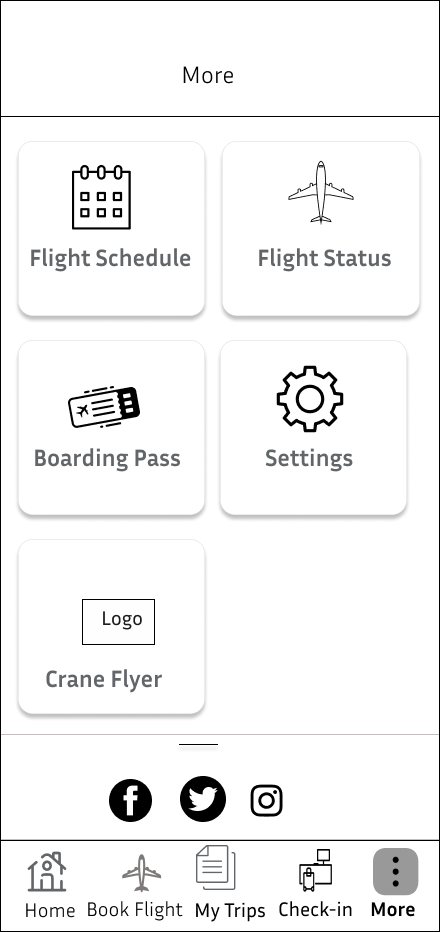 More
Flight Schedule
Flight Status
Boarding Pass
Settings
Logo
Crane Flyer
Home
Book Flight
My Trips
Check-in
More